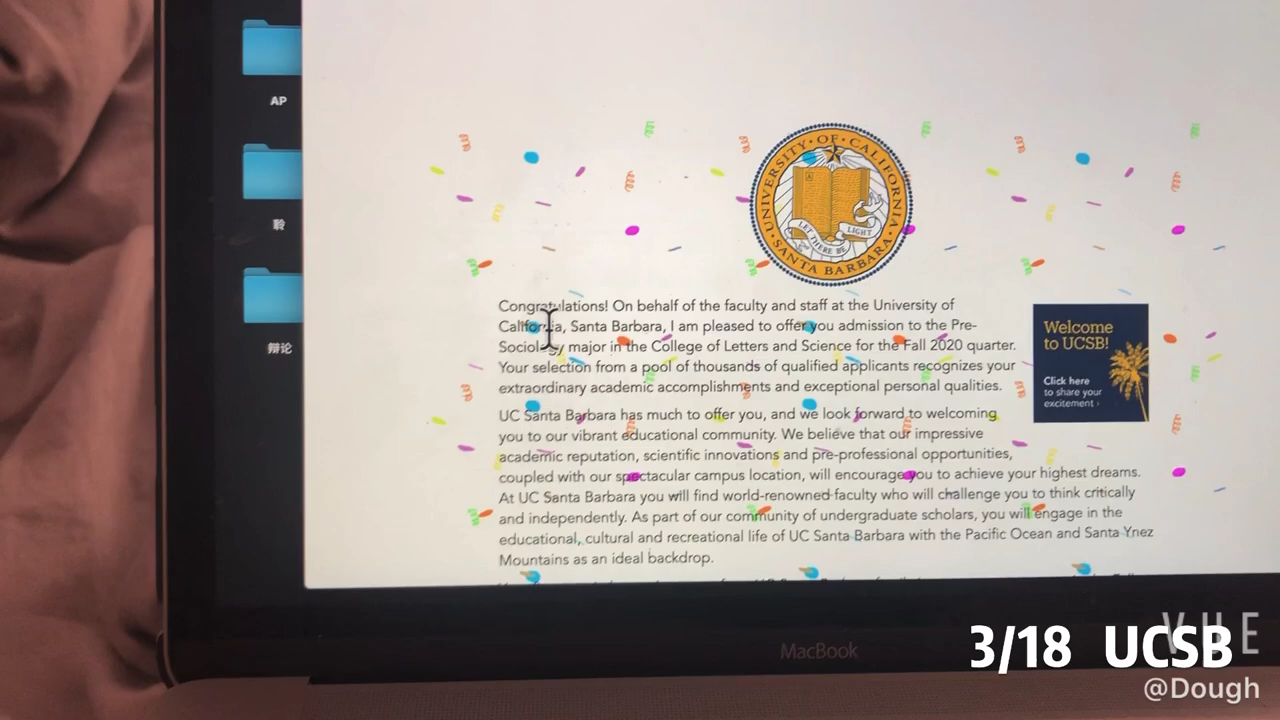 AP
聆
辩论
UNIVERSITY · OF · CALIFORNIA
LET THERE BE LIGHT
SANTA BARBARA
Congratulations! On behalf of the faculty and staff at the University of
California, Santa Barbara, I am pleased to offer you admission to the Pre-
Sociology major in the College of Letters and Science for the Fall 2020 quarter.
Your selection from a pool of thousands of qualified applicants recognizes your
extraordinary academic accomplishments and exceptional personal qualities.
Welcome
to UCSB!
Click here
to share your
excitement ›
UC Santa Barbara has much to offer you, and we look forward to welcoming
you to our vibrant educational community. We believe that our impressive
academic reputation, scientific innovations and pre-professional opportunities,
coupled with our spectacular campus location, will encourage you to achieve your highest dreams.
At UC Santa Barbara you will find world-renowned faculty who will challenge you to think critically
and independently. As part of our community of undergraduate scholars, you will engage in the
educational, cultural and recreational life of UC Santa Barbara with the Pacific Ocean and Santa Ynez
Mountains as an ideal backdrop.
MacBook
VUE
3/18 UCSB
@Dough